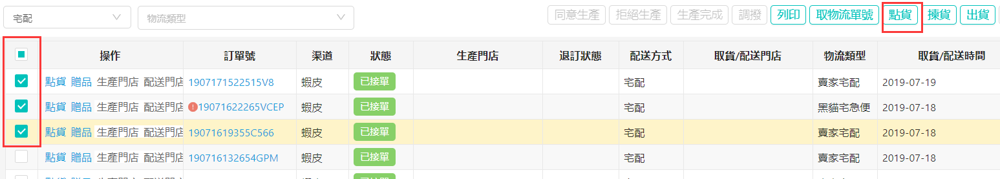 宅配 物流類型 同意生產 拒絕生產 生產完成 調撥 列印 取物流單號 點貨 揀貨 出貨
操作 訂單號 渠道 狀態 生產門店 退訂狀態 配送方式 取貨/配送門店 物流類型 取貨/配送時間
點貨 贈品 生產門店 配送門店 1907171522515V8 蝦皮 已接單 宅配 賣家宅配 2019-07-19
點貨 贈品 生產門店 配送門店 19071622265VCEP 蝦皮 已接單 宅配 黑貓宅急便 2019-07-18
點貨 贈品 生產門店 配送門店 19071619355C566 蝦皮 已接單 宅配 賣家宅配 2019-07-18
點貨 贈品 生產門店 配送門店 190716132654GPM 蝦皮 已接單 宅配 賣家宅配 2019-07-18